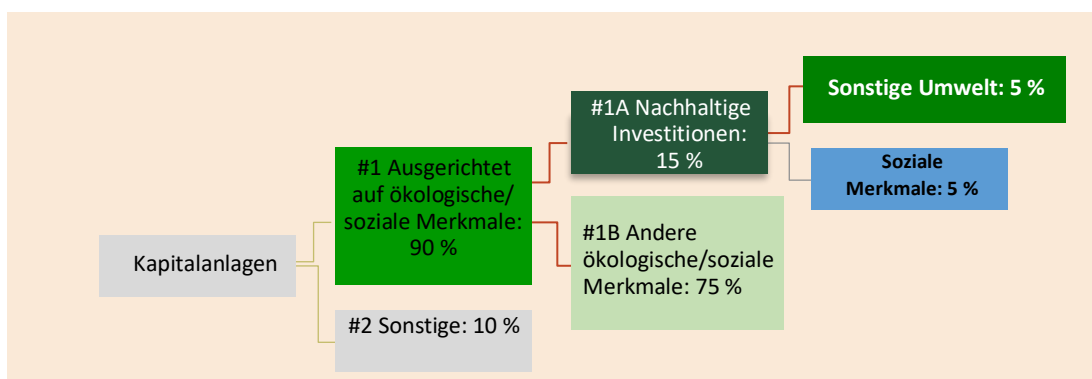 Kapitalanlagen
#1 Ausgerichtet
auf ökologische/
soziale Merkmale:
90 %
#2 Sonstige: 10 %
#1A Nachhaltige
Investitionen:
15 %
#1B Andere
ökologische/soziale
Merkmale: 75 %
Sonstige Umwelt: 5 %
Soziale
Merkmale: 5 %